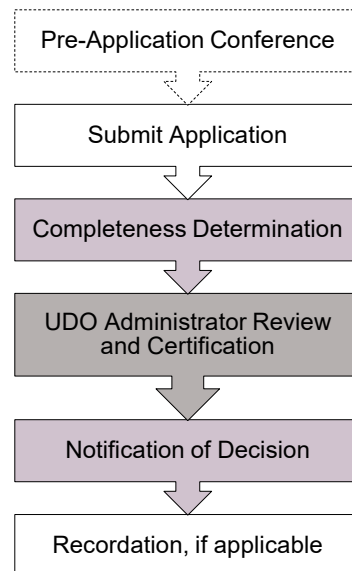 Pre-Application Conference
Submit Application
Completeness Determination
UDO Administrator Review
and Certification
Notification of Decision
Recordation, if applicable